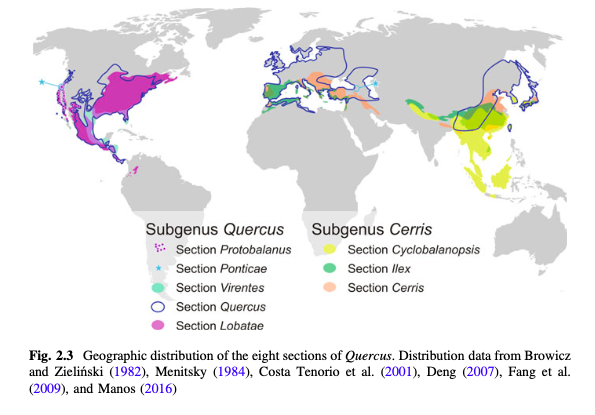 Subgenus Quercus
Section Protobalanus
Section Ponticae
Section Virentes
Section Quercus
Section Lobatae
Subgenus Cerris
Section Cyclobalanopsis
Section Ilex
Section Cerris
Fig. 2.3 Geographic distribution of the eight sections of Quercus. Distribution data from Browicz
and Zieliński (1982), Menitsky (1984), Costa Tenorio et al. (2001), Deng (2007), Fang et al.
(2009), and Manos (2016)